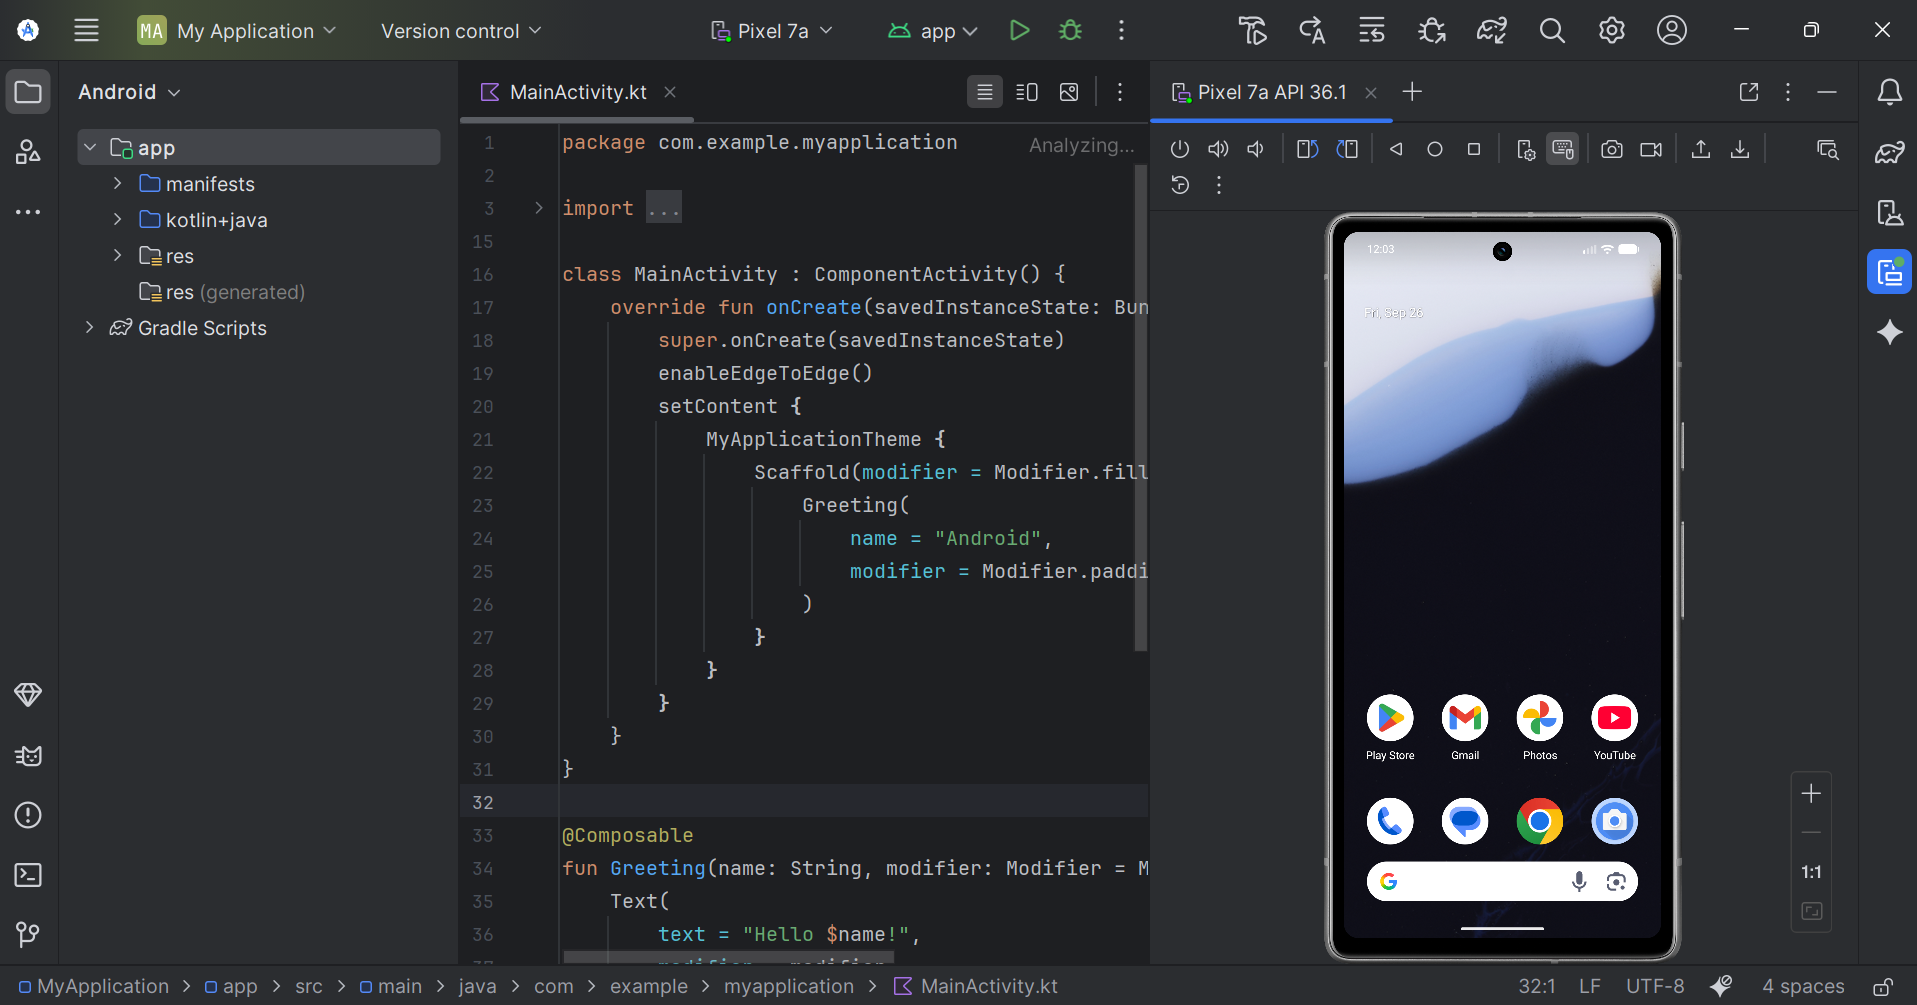 MA My Application
Version control
Pixel 7a
app
Android
app
manifests
kotlin+java
res
res (generated)
Gradle Scripts
MainActivity.kt
Analyzing...
1 package com.example.myapplication
2
3 import ...
15
16 class MainActivity : ComponentActivity() {
17 override fun onCreate(savedInstanceState: Bun
18 super.onCreate(savedInstanceState)
19 enableEdgeToEdge()
20 setContent {
21 MyApplicationTheme {
22 Scaffold(modifier = Modifier.fill
23 Greeting(
24 name = "Android",
25 modifier = Modifier.paddi
26 )
27 }
28 }
29 }
30 }
31 }
32
33 @Composable
34 fun Greeting(name: String, modifier: Modifier = M
35 Text(
36 text = "Hello $name!",
37 modifier = modifier
Pixel 7a API 36.1
12:03
Fri, Sep 26
Play Store
Gmail
Photos
YouTube
1:1
MyApplication > app > src > main > java > com > example > myapplication > MainActivity.kt
32:1 LF UTF-8 4 spaces